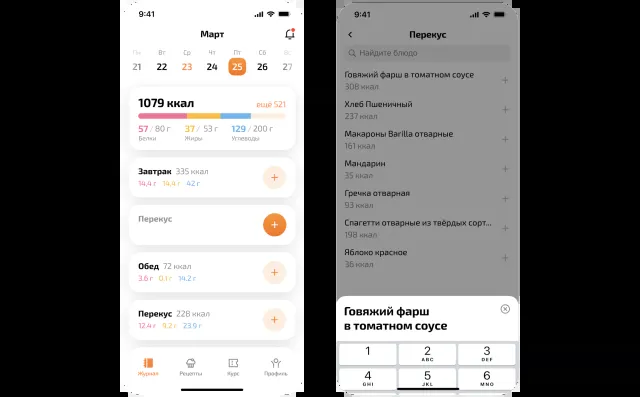 9:41
Март
Пн Вт Ср Чт Пт Сб Вс
21 22 23 24 25 26 27
1079 ккал
ещё 521
57 / 80 г 37 / 53 г 129 / 200 г
Белки Жиры Углеводы
Завтрак 335 ккал
14,4 г 14,4 г 42 г
Перекус
Обед 72 ккал
3.6 г 0.1 г 14.2 г
Перекус 228 ккал
12.4 г 9,2 г 23,9 г
Журнал Рецепты Курс Профиль
9:41
Перекус
Найдите блюдо
Говяжий фарш в томатном соусе
308 ккал
Хлеб Пшеничный
237 ккал
Макароны Barilla отварные
161 ккал
Мандарин
35 ккал
Гречка отварная
93 ккал
Спагетти отварные из твёрдых сорт...
198 ккал
Яблоко красное
36 ккал
Говяжий фарш
в томатном соусе
1 2 3
ABC DEF
4 5 6
GHI JKL MNO